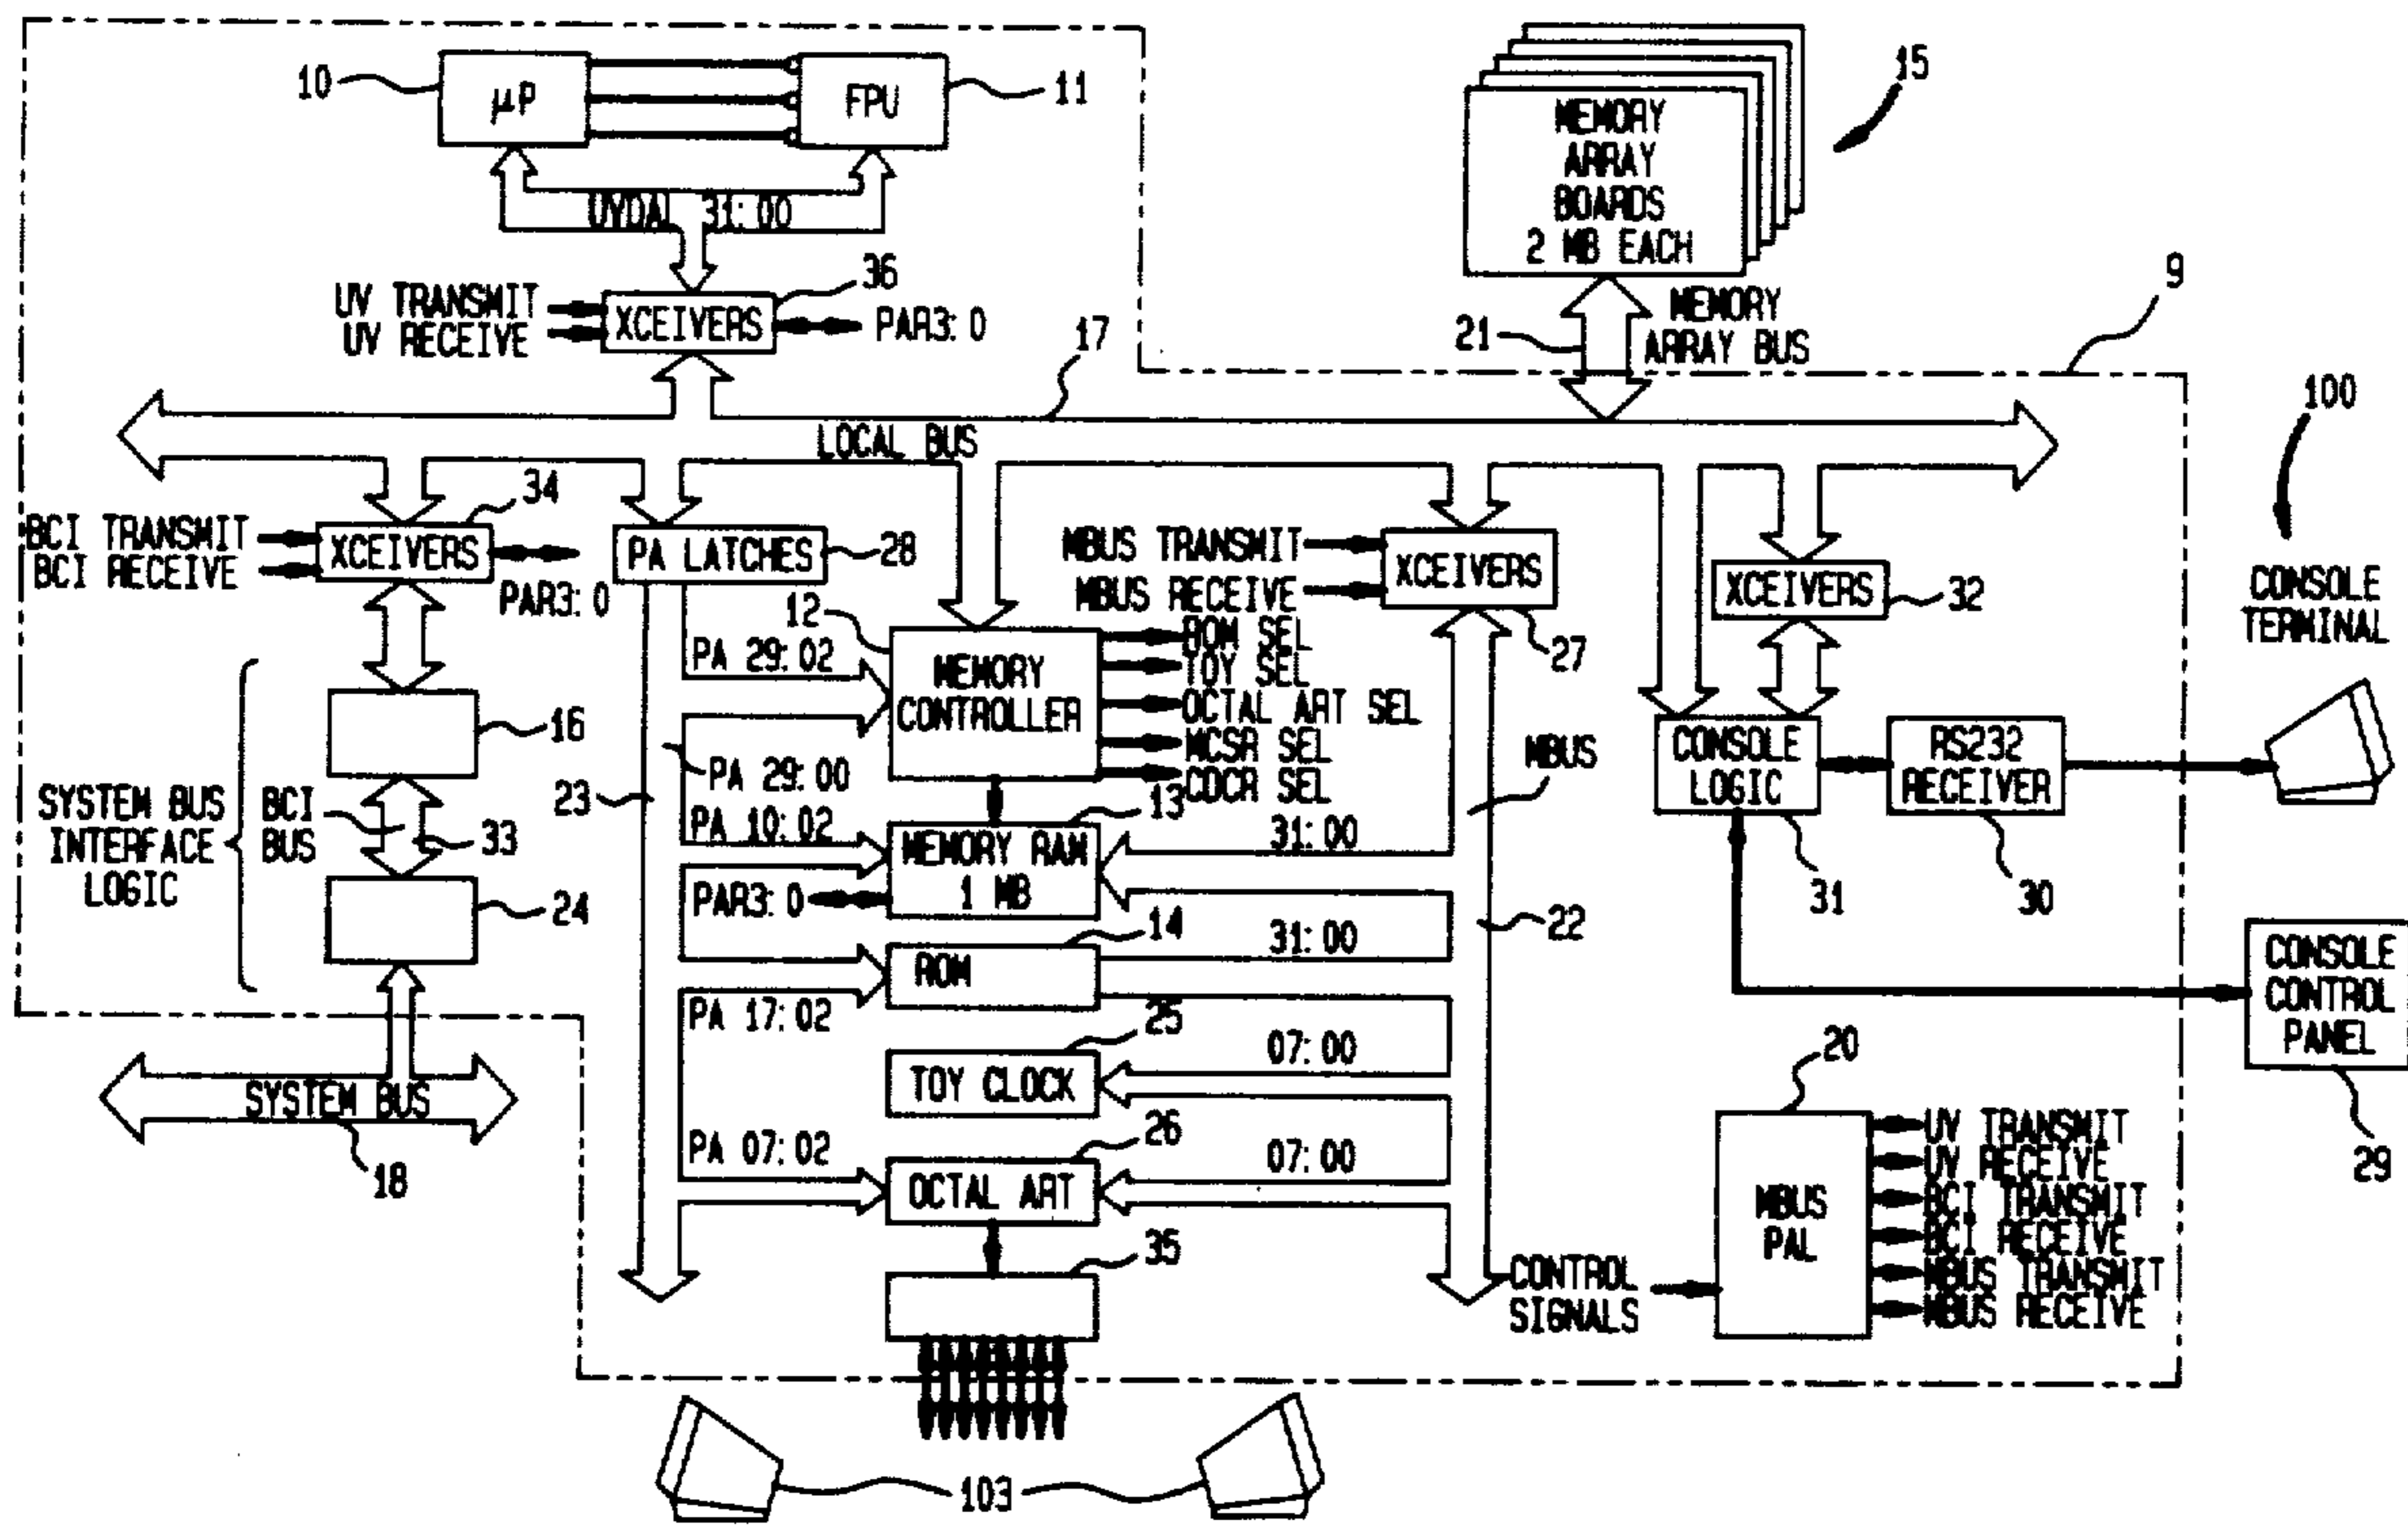 10
μP
FPU
11
15
MEMORY
ARRAY
BOARDS
2 MB EACH
UVDAL 31:00
36
UV TRANSMIT
UV RECEIVE
XCEIVERS
PAR3:0
17
21
MEMORY
ARRAY BUS
9
100
LOCAL BUS
34
BCI TRANSMIT
BCI RECEIVE
XCEIVERS
PAR3:0
PA LATCHES
28
MBUS TRANSMIT
MBUS RECEIVE
XCEIVERS
27
XCEIVERS
32
CONSOLE
TERMINAL
12
PA 29:02
MEMORY
CONTROLLER
ROM SEL
TOY SEL
OCTAL ART SEL
MCSR SEL
CDCR SEL
16
SYSTEM BUS
INTERFACE
LOGIC
BCI
BUS
33
24
23
PA 29:00
PA 10:02
13
MEMORY RAM
1 MB
31:00
MBUS
CONSOLE
LOGIC
RS232
RECEIVER
31
30
PAR3:0
14
ROM
31:00
22
CONSOLE
CONTROL
PANEL
29
PA 17:02
25
TOY CLOCK
07:00
SYSTEM BUS
18
PA 07:02
26
OCTAL ART
07:00
35
20
MBUS
PAL
CONTROL
SIGNALS
UV TRANSMIT
UV RECEIVE
BCI TRANSMIT
BCI RECEIVE
MBUS TRANSMIT
MBUS RECEIVE
103